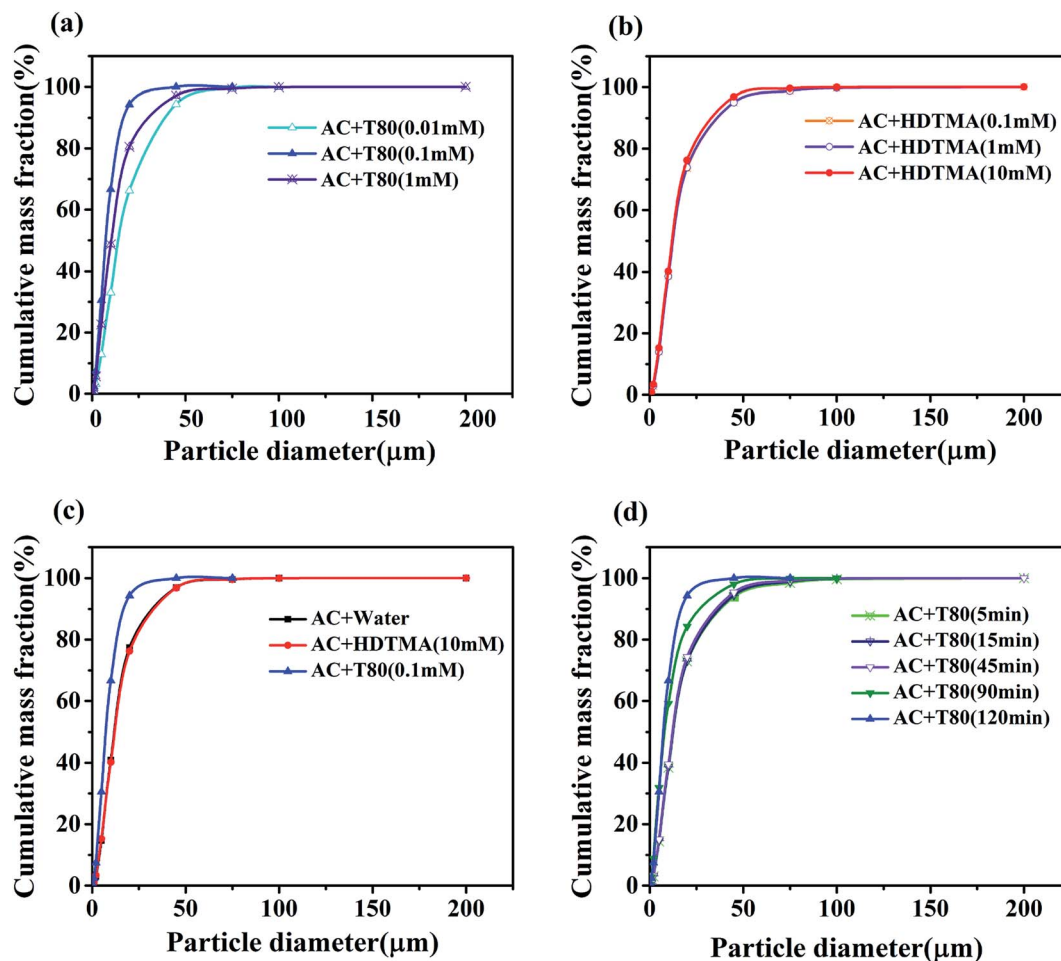 (a)
Cumulative mass fraction(%)
100
80
60
40
20
0
AC+T80(0.01mM)
AC+T80(0.1mM)
AC+T80(1mM)
0 50 100 150 200
Particle diameter(μm)
(b)
Cumulative mass fraction(%)
100
80
60
40
20
0
AC+HDTMA(0.1mM)
AC+HDTMA(1mM)
AC+HDTMA(10mM)
0 50 100 150 200
Particle diameter(μm)
(c)
Cumulative mass fraction(%)
100
80
60
40
20
0
AC+Water
AC+HDTMA(10mM)
AC+T80(0.1mM)
0 50 100 150 200
Particle diameter(μm)
(d)
Cumulative mass fraction(%)
100
80
60
40
20
0
AC+T80(5min)
AC+T80(15min)
AC+T80(45min)
AC+T80(90min)
AC+T80(120min)
0 50 100 150 200
Particle diameter(μm)